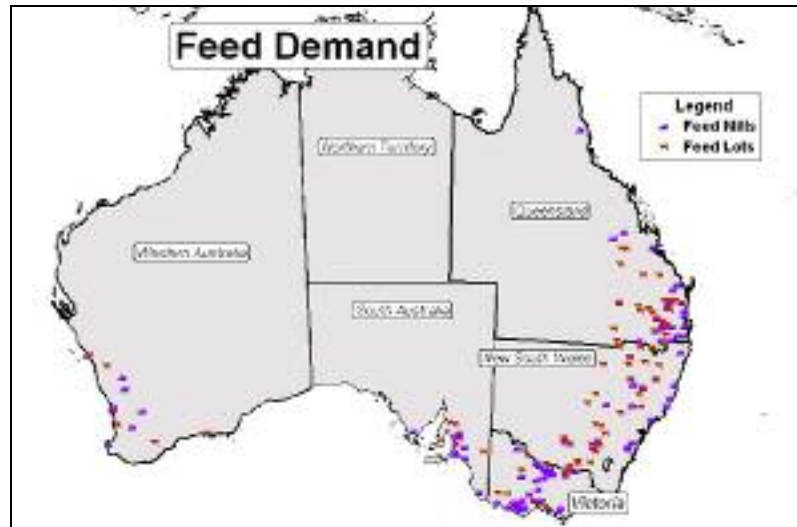 Feed Demand
Legend
Feed Mills
Feed Lots
Northern Territory
Queensland
Western Australia
South Australia
New South Wales
Victoria